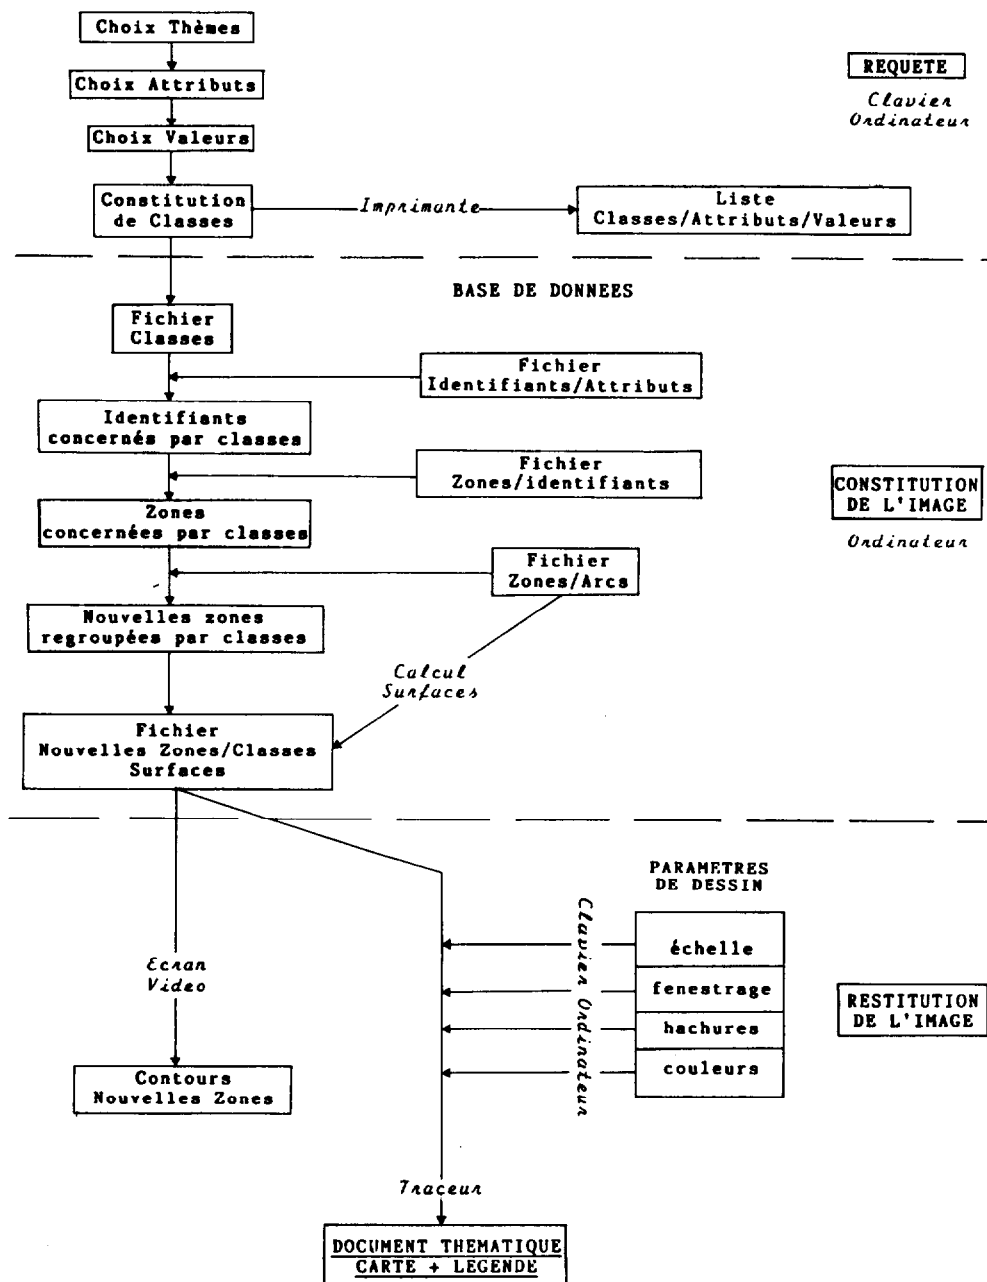 Choix Thèmes
Choix Attributs
Choix Valeurs
Constitution
de Classes
Imprimante
Liste
Classes/Attributs/Valeurs
REQUETE
Clavier
Ordinateur
BASE DE DONNEES
Fichier
Classes
Fichier
Identifiants/Attributs
Identifiants
concernés par classes
Fichier
Zones/identifiants
Zones
concernées par classes
Fichier
Zones/Arcs
Nouvelles zones
regroupées par classes
Calcul
Surfaces
Fichier
Nouvelles Zones/Classes
Surfaces
CONSTITUTION
DE L'IMAGE
Ordinateur
PARAMETRES
DE DESSIN
échelle
fenestrage
hachures
couleurs
Clavier Ordinateur
Ecran
Video
Contours
Nouvelles Zones
RESTITUTION
DE L'IMAGE
Traceur
DOCUMENT THEMATIQUE
CARTE + LEGENDE